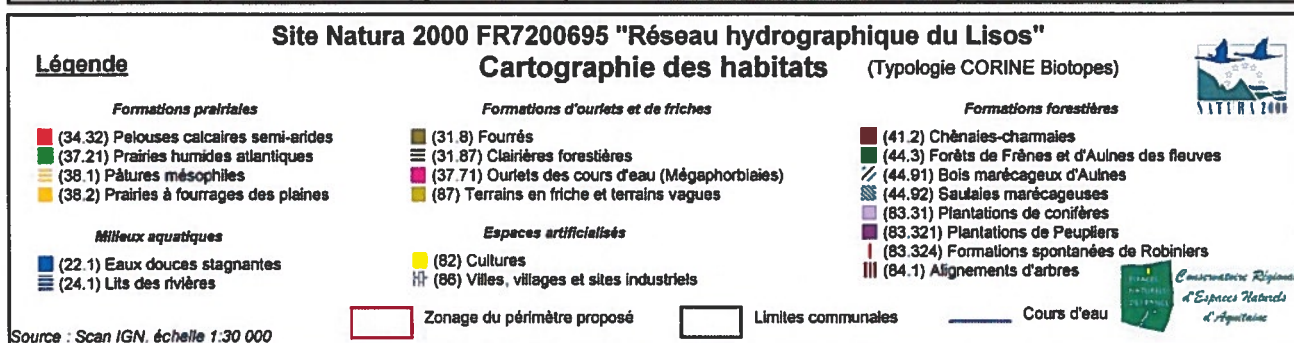 Site Natura 2000 FR7200695 "Réseau hydrographique du Lisos"
Légende
Cartographie des habitats (Typologie CORINE Biotopes)
NATURA 2000
Formations prairiales
(34.32) Pelouses calcaires semi-arides
(37.21) Prairies humides atlantiques
(38.1) Pâtures mésophiles
(38.2) Prairies à fourrages des plaines
Milieux aquatiques
(22.1) Eaux douces stagnantes
(24.1) Lits des rivières
Formations d'ourlets et de friches
(31.8) Fourrés
(31.87) Clairières forestières
(37.71) Ourlets des cours d'eau (Mégaphorbiaies)
(87) Terrains en friche et terrains vagues
Espaces artificialisés
(82) Cultures
(86) Villes, villages et sites industriels
Formations forestières
(41.2) Chênaies-charmaies
(44.3) Forêts de Frênes et d'Aulnes des fleuves
(44.91) Bois marécageux d'Aulnes
(44.92) Saulaies marécageuses
(83.31) Plantations de conifères
(83.321) Plantations de Peupliers
(83.324) Formations spontanées de Robiniers
(84.1) Alignements d'arbres
Zonage du périmètre proposé
Limites communales
Cours d'eau
Conservatoire Régional
d'Espaces Naturels
d'Aquitaine
Source : Scan IGN, échelle 1:30 000